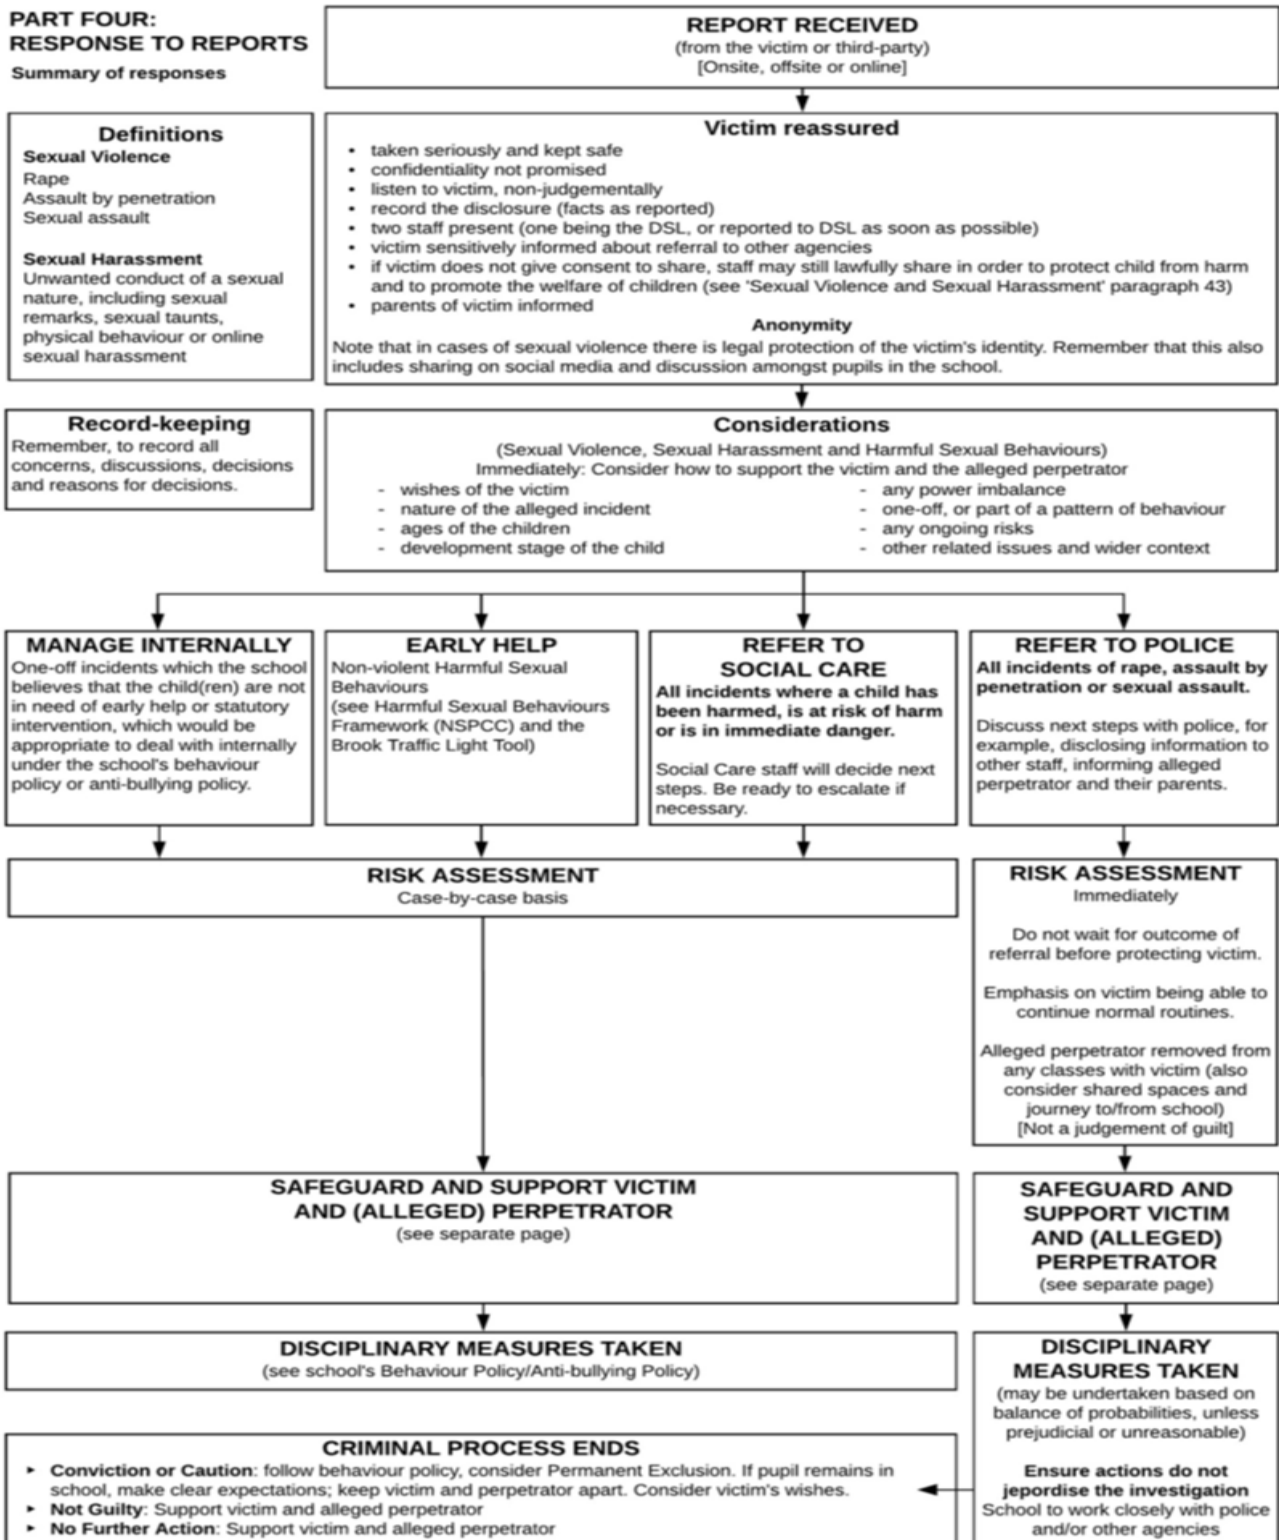 PART FOUR:
RESPONSE TO REPORTS
Summary of responses
REPORT RECEIVED
(from the victim or third-party)
[Onsite, offsite or online]
Definitions
Sexual Violence
Rape
Assault by penetration
Sexual assault
Sexual Harassment
Unwanted conduct of a sexual
nature, including sexual
remarks, sexual taunts,
physical behaviour or online
sexual harassment
Victim reassured
• taken seriously and kept safe
• confidentiality not promised
• listen to victim, non-judgementally
• record the disclosure (facts as reported)
• two staff present (one being the DSL, or reported to DSL as soon as possible)
• victim sensitively informed about referral to other agencies
• if victim does not give consent to share, staff may still lawfully share in order to protect child from harm
and to promote the welfare of children (see 'Sexual Violence and Sexual Harassment' paragraph 43)
• parents of victim informed
Anonymity
Note that in cases of sexual violence there is legal protection of the victim's identity. Remember that this also
includes sharing on social media and discussion amongst pupils in the school.
Record-keeping
Remember, to record all
concerns, discussions, decisions
and reasons for decisions.
Considerations
(Sexual Violence, Sexual Harassment and Harmful Sexual Behaviours)
Immediately: Consider how to support the victim and the alleged perpetrator
- wishes of the victim
- nature of the alleged incident
- ages of the children
- development stage of the child
- any power imbalance
- one-off, or part of a pattern of behaviour
- any ongoing risks
- other related issues and wider context
MANAGE INTERNALLY
One-off incidents which the school
believes that the child(ren) are not
in need of early help or statutory
intervention, which would be
appropriate to deal with internally
under the school's behaviour
policy or anti-bullying policy.
EARLY HELP
Non-violent Harmful Sexual
Behaviours
(see Harmful Sexual Behaviours
Framework (NSPCC) and the
Brook Traffic Light Tool)
REFER TO
SOCIAL CARE
All incidents where a child has
been harmed, is at risk of harm
or is in immediate danger.
Social Care staff will decide next
steps. Be ready to escalate if
necessary.
REFER TO POLICE
All incidents of rape, assault by
penetration or sexual assault.
Discuss next steps with police, for
example, disclosing information to
other staff, informing alleged
perpetrator and their parents.
RISK ASSESSMENT
Case-by-case basis
RISK ASSESSMENT
Immediately
Do not wait for outcome of
referral before protecting victim.
Emphasis on victim being able to
continue normal routines.
Alleged perpetrator removed from
any classes with victim (also
consider shared spaces and
journey to/from school)
[Not a judgement of guilt]
SAFEGUARD AND SUPPORT VICTIM
AND (ALLEGED) PERPETRATOR
(see separate page)
SAFEGUARD AND
SUPPORT VICTIM
AND (ALLEGED)
PERPETRATOR
(see separate page)
DISCIPLINARY MEASURES TAKEN
(see school's Behaviour Policy/Anti-bullying Policy)
DISCIPLINARY
MEASURES TAKEN
(may be undertaken based on
balance of probabilities, unless
prejudicial or unreasonable)
Ensure actions do not
jepordise the investigation
School to work closely with police
and/or other agencies
CRIMINAL PROCESS ENDS
▸ Conviction or Caution: follow behaviour policy, consider Permanent Exclusion. If pupil remains in
school, make clear expectations; keep victim and perpetrator apart. Consider victim's wishes.
▸ Not Guilty: Support victim and alleged perpetrator
▸ No Further Action: Support victim and alleged perpetrator